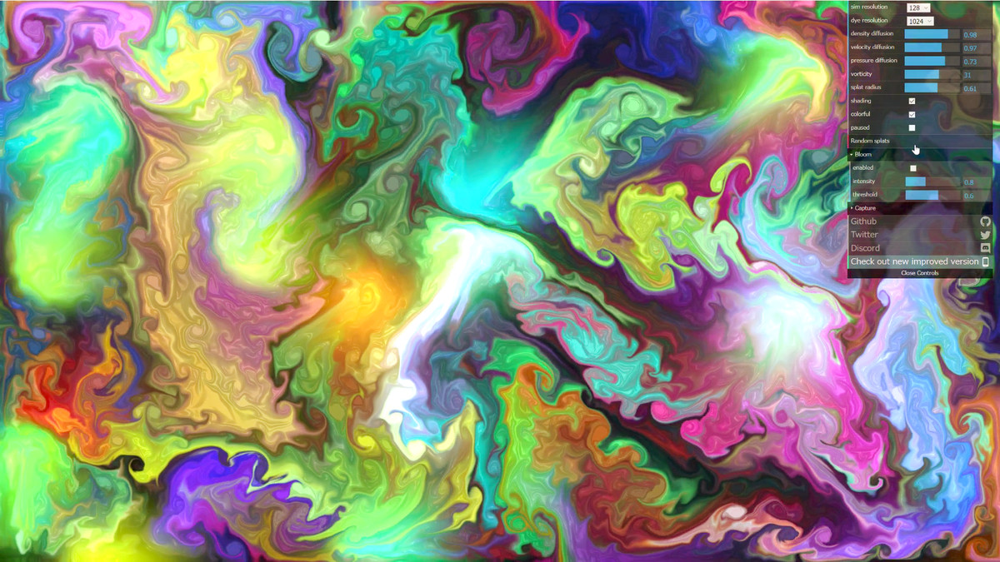 sim resolution 128
dye resolution 1024
density diffusion 0.98
velocity diffusion 0.97
pressure diffusion 0.73
vorticity 31
splat radius 0.61
shading
colorful
paused
Random splats
Bloom
enabled
intensity 0.8
threshold 0.6
Capture
Github
Twitter
Discord
Check out new improved version
Close Controls